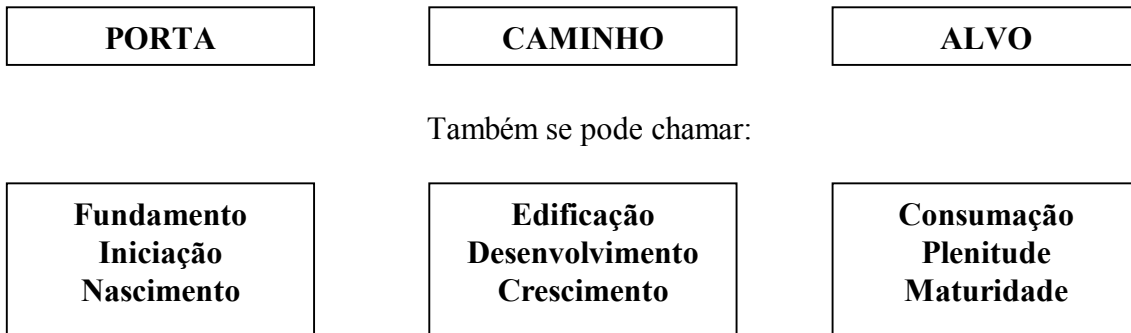 PORTA
CAMINHO
ALVO
Também se pode chamar:
Fundamento
Iniciação
Nascimento
Edificação
Desenvolvimento
Crescimento
Consumação
Plenitude
Maturidade